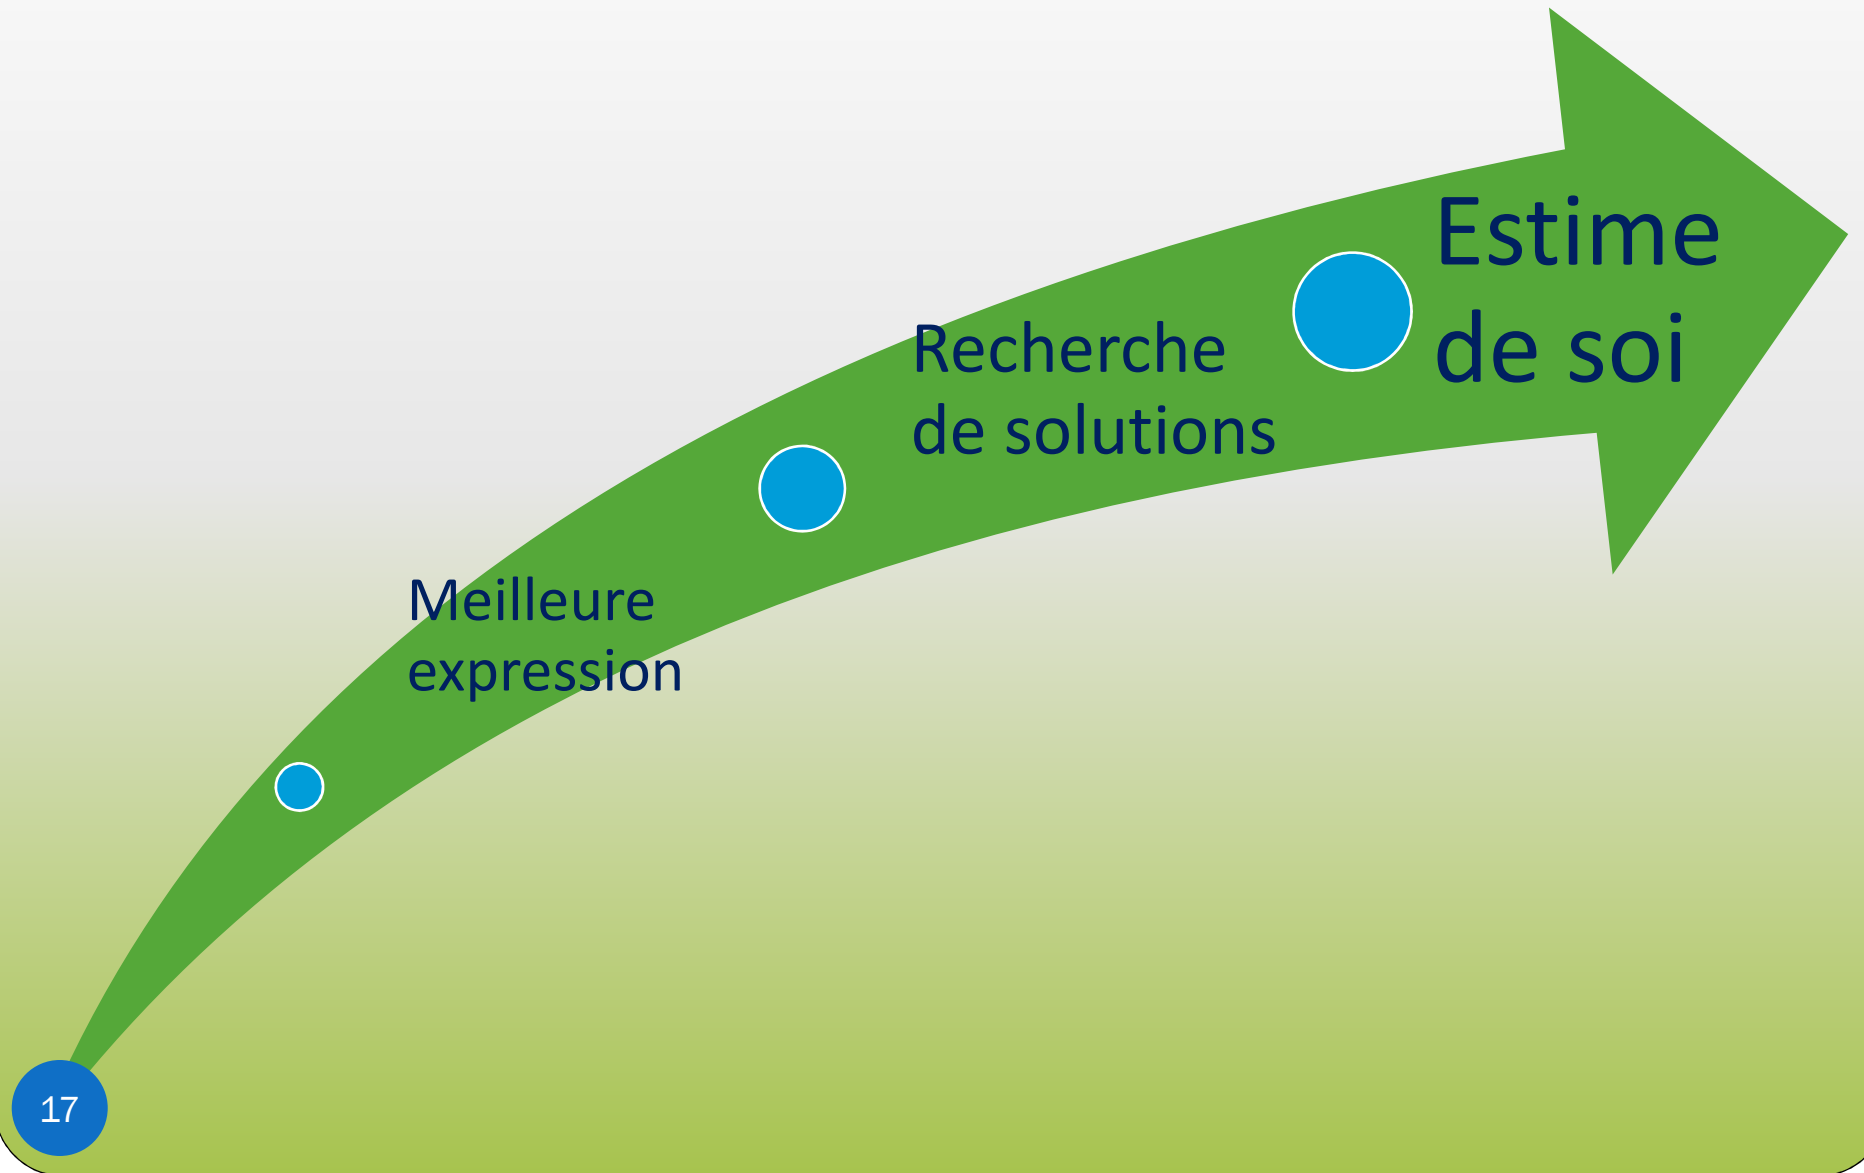 Meilleure
expression
Recherche
de solutions
Estime
de soi
17